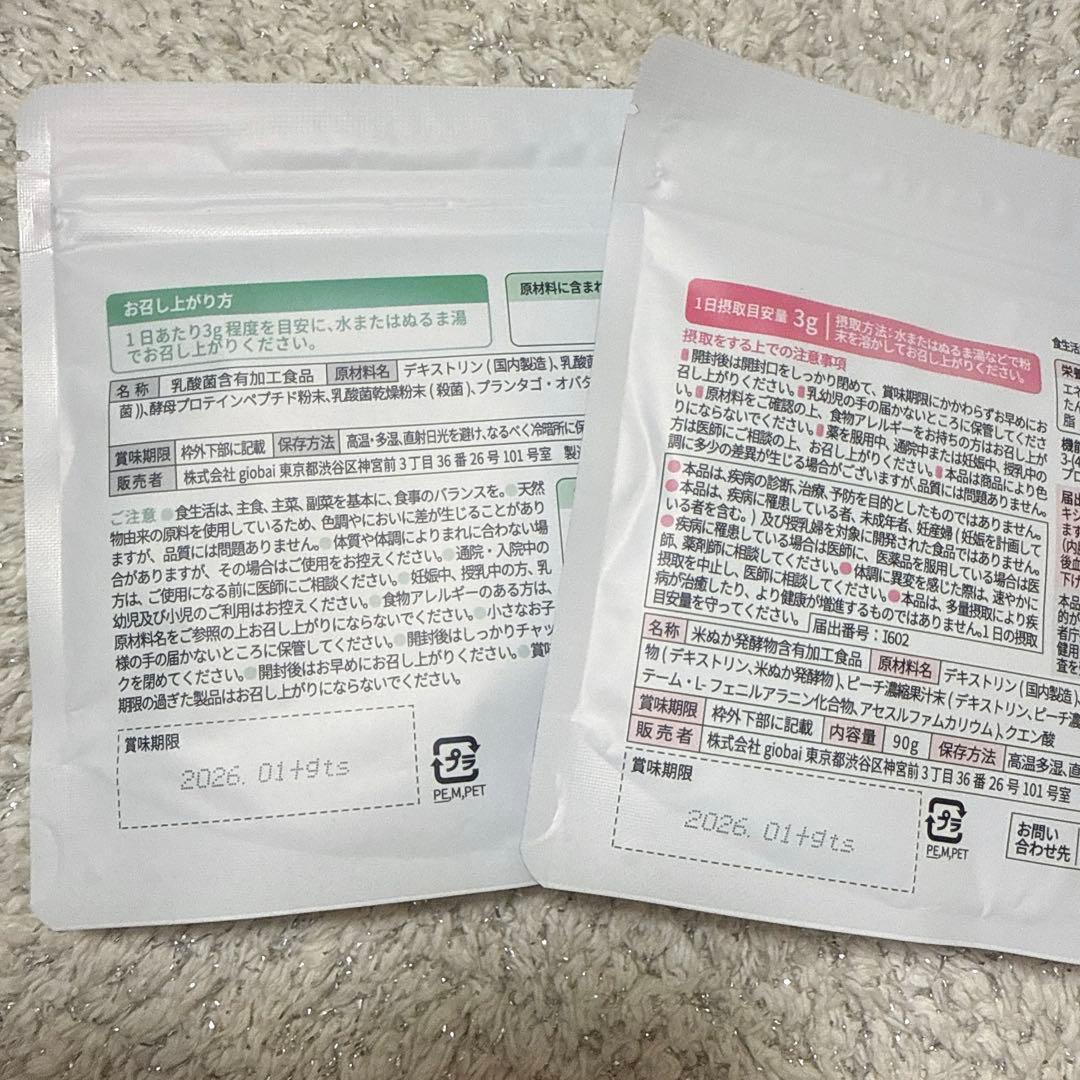 お召し上がり方
1日あたり3g程度を目安に、水またはぬるま湯
でお召し上がりください。
原材料に含まれ
名 称 乳酸菌含有加工食品 原材料名 デキストリン(国内製造)、乳酸菌
菌))、酵母プロテインペプチド粉末、乳酸菌乾燥粉末(殺菌)、プランタゴ・オバタ
賞味期限 枠外下部に記載 保存方法 高温・多湿、直射日光を避け、なるべく冷暗所に保
販 売 者 株式会社 giobai 東京都渋谷区神宮前3丁目36番26号101号室 製造
ご注意 ●食生活は、主食、主菜、副菜を基本に、食事のバランスを。●天然
物由来の原料を使用しているため、色調やにおいに差が生じることがあり
ますが、品質には問題ありません。●体質や体調によりまれに合わない場
合がありますが、その場合はご使用をお控えください。●通院・入院中の
方は、ご使用になる前に医師にご相談ください。●妊娠中、授乳中の方、乳
幼児及び小児のご利用はお控えください。●食物アレルギーのある方は、
原材料名をご参照の上お召し上がりにならないでください。●小さなお子
様の手の届かないところに保管してください。●開封後はしっかりチャッ
クを閉めてください。●開封後はお早めにお召し上がりください。●賞味
期限の過ぎた製品はお召し上がりにならないでください。
賞味期限
2026. 01+gts
プラ
PE,M,PET
1日摂取目安量 3g 摂取方法:水またはぬるま湯などで粉
末を溶かしてお召し上がりください。
摂取をする上での注意事項
開封後は開封口をしっかり閉めて、賞味期限にかかわらずお早めにお
召し上がりください。乳幼児の手の届かないところに保管してくださ
い。原材料をご確認の上、食物アレルギーをお持ちの方はお召し上が
りにならないでください。薬を服用中、通院中または妊娠中、授乳中の
方は医師にご相談の上、お召し上がりください。本品は商品により色
調に多少の差異が生じる場合がございますが、品質には問題ありません。
●本品は、疾病の診断、治療、予防を目的としたものではありません。
●本品は、疾病に罹患している者、未成年者、妊産婦(妊娠を計画して
いる者を含む。)及び授乳婦を対象に開発された食品ではありません。
●疾病に罹患している場合は医師に、医薬品を服用している場合は医
師、薬剤師に相談してください。●体調に異変を感じた際は、速やかに
摂取を中止し、医師に相談してください。●本品は、多量摂取により疾
病が治癒したり、より健康が増進するものではありません。1日の摂取
目安量を守ってください。 届出番号:I602
名称 米ぬか発酵物含有加工食品 原材料名 デキストリン(国内製造)、
物(デキストリン、米ぬか発酵物)、ピーチ濃縮果汁末(デキストリン、ピーチ濃
テーム・L-フェニルアラニン化合物、アセスルファムカリウム)、クエン酸
賞味期限 枠外下部に記載 内容量 90g 保存方法 高温多湿、直
販 売 者 株式会社 giobai 東京都渋谷区神宮前3丁目36番26号101号室
賞味期限
2026. 01+gts
プラ
PE,M,PET
お問い
合わせ先
食生活
エネ
たん
脂